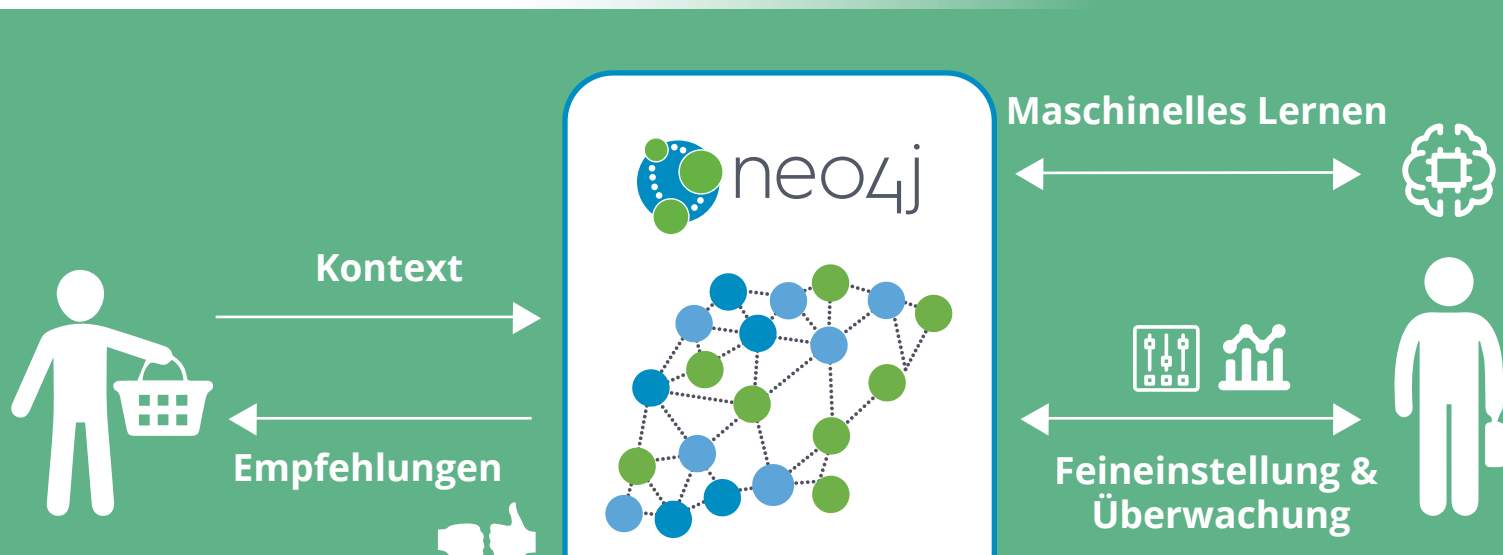 Maschinelles Lernen
neo4j
Kontext
Empfehlungen
Feineinstellung &
Überwachung